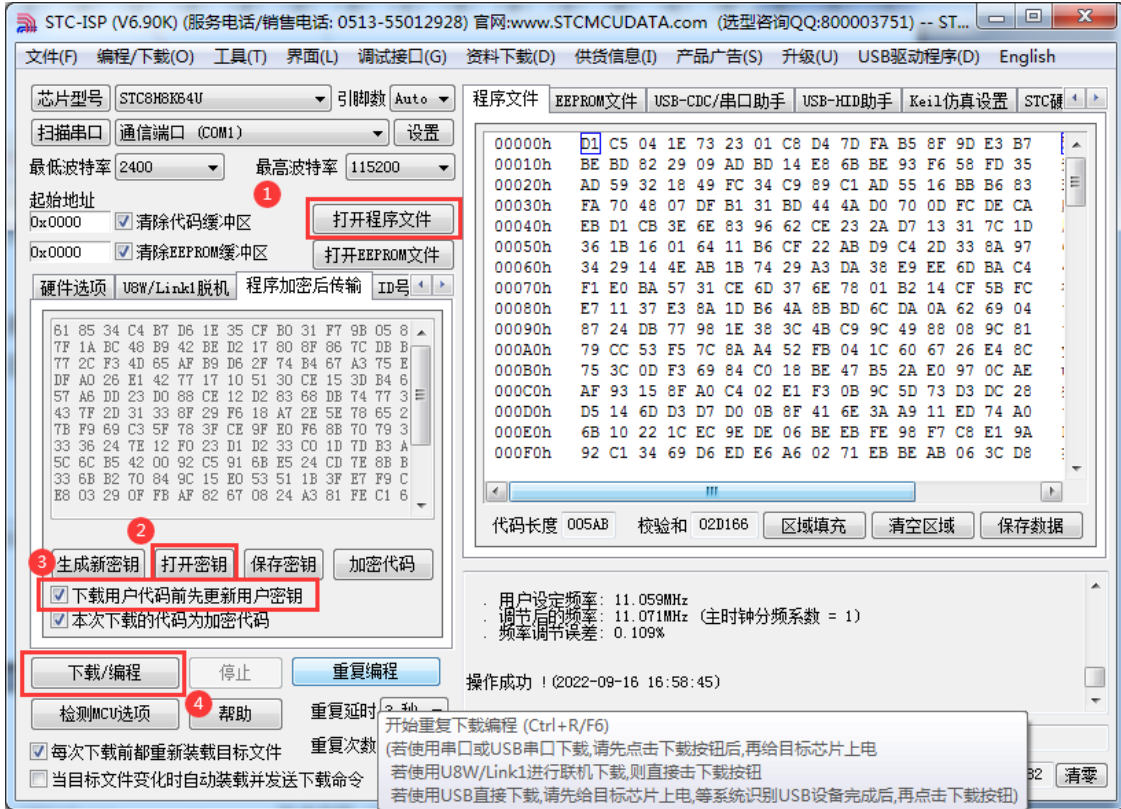 STC-ISP (V6.90K) (服务电话/销售电话: 0513-55012928) 官网:www.STCMCUDATA.com (选型咨询QQ:800003751) -- ST...
文件(F) 编程/下载(O) 工具(T) 界面(L) 调试接口(G) 资料下载(D) 供货信息(I) 产品广告(S) 升级(U) USB驱动程序(D) English
芯片型号 STC8H8K64U 引脚数 Auto
扫描串口 通信端口 (COM1) 设置
最低波特率 2400 最高波特率 115200
1
起始地址
0x0000 清除代码缓冲区 打开程序文件
0x0000 清除EEPROM缓冲区 打开EEPROM文件
硬件选项 U8W/Link1脱机 程序加密后传输 ID号
61 85 34 C4 B7 D6 1E 35 CF B0 31 F7 9B 05 8
7F 1A BC 48 B9 42 BE D2 17 80 8F 86 7C DB B
77 2C F3 4D 65 AF B9 D6 2F 74 B4 67 A3 75 E
DF A0 26 E1 42 77 17 10 51 30 CE 15 3D B4 6
57 A6 DD 23 D0 88 CE 12 D2 83 68 DB 74 77 3
43 7F 2D 31 33 8F 29 F6 18 A7 2E 5E 78 65 2
7B F9 69 C3 5F 78 3F CE 9F E0 F6 8B 70 79 3
33 36 24 7E 12 F0 23 D1 D2 33 C0 1D 7D B3 A
5C 6C B5 42 00 92 C5 91 6B E5 24 CD 7E 8B B
33 6B B2 70 84 9C 15 E0 53 51 1B 3F E7 F9 C
E8 03 29 0F FB AF 82 67 08 24 A3 81 FE C1 6
2
3
生成新密钥 打开密钥 保存密钥 加密代码
下载用户代码前先更新用户密钥
本次下载的代码为加密代码
下载/编程 停止 重复编程
4
检测MCU选项 帮助 重复延时 3 秒
每次下载前都重新装载目标文件 重复次数
当目标文件变化时自动装载并发送下载命令
程序文件 EEPROM文件 USB-CDC/串口助手 USB-HID助手 Keil仿真设置 STC硬
00000h D1 C5 04 1E 73 23 01 C8 D4 7D FA B5 8F 9D E3 B7
00010h BE BD 82 29 09 AD BD 14 E8 6B BE 93 F6 58 FD 35
00020h AD 59 32 18 49 FC 34 C9 89 C1 AD 55 16 BB B6 83
00030h FA 70 48 07 DF B1 31 BD 44 4A D0 70 0D FC DE CA
00040h EB D1 CB 3E 6E 83 96 62 CE 23 2A D7 13 31 7C 1D
00050h 36 1B 16 01 64 11 B6 CF 22 AB D9 C4 2D 33 8A 97
00060h 34 29 14 4E AB 1B 74 29 A3 DA 38 E9 EE 6D BA C4
00070h F1 E0 BA 57 31 CE 6D 37 6E 78 01 B2 14 CF 5B FC
00080h E7 11 37 E3 8A 1D B6 4A 8B BD 6C DA 0A 62 69 04
00090h 87 24 DB 77 98 1E 38 3C 4B C9 9C 49 88 08 9C 81
000A0h 79 CC 53 F5 7C 8A A4 52 FB 04 1C 60 67 26 E4 8C
000B0h 75 3C 0D F3 69 84 C0 18 BE 47 B5 2A E0 97 0C AE
000C0h AF 93 15 8F A0 C4 02 E1 F3 0B 9C 5D 73 D3 DC 28
000D0h D5 14 6D D3 D7 D0 0B 8F 41 6E 3A A9 11 ED 74 A0
000E0h 6B 10 22 1C EC 9E DE 06 BE EB FE 98 F7 C8 E1 9A
000F0h 92 C1 34 69 D6 ED E6 A6 02 71 EB BE AB 06 3C D8
代码长度 005AB 校验和 02D166 区域填充 清空区域 保存数据
. 用户设定频率: 11.059MHz
. 调节后的频率: 11.071MHz (主时钟分频系数 = 1)
. 频率调节误差: 0.109%
操作成功 !(2022-09-16 16:58:45)
开始重复下载编程 (Ctrl+R/F6)
(若使用串口或USB串口下载,请先点击下载按钮后,再给目标芯片上电
若使用U8W/Link1进行联机下载,则直接击下载按钮
若使用USB直接下载,请先给目标芯片上电,等系统识别USB设备完成后,再点击下载按钮)
32 清零